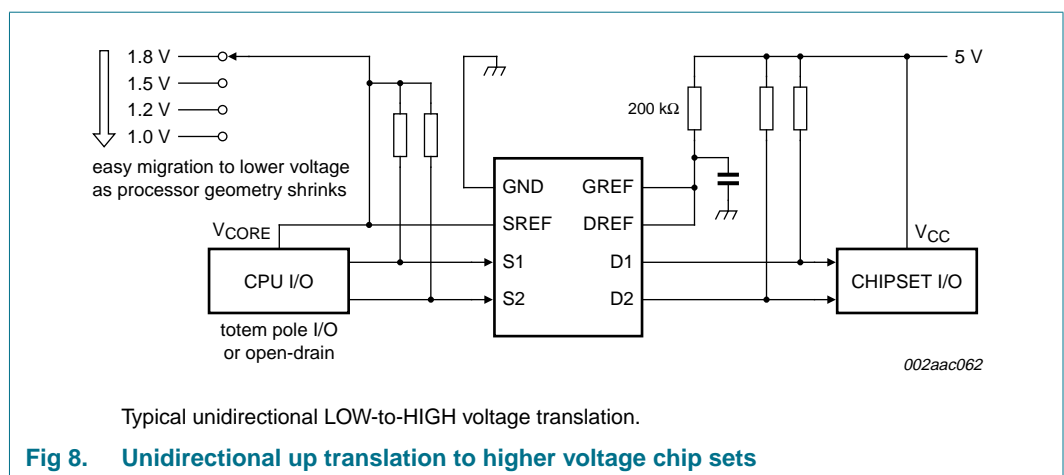 1.8 V
1.5 V
1.2 V
1.0 V
easy migration to lower voltage
as processor geometry shrinks
5 V
200 kΩ
GND
GREF
SREF
DREF
S1
D1
S2
D2
VCORE
CPU I/O
totem pole I/O
or open-drain
VCC
CHIPSET I/O
002aac062
Typical unidirectional LOW-to-HIGH voltage translation.
Fig 8. Unidirectional up translation to higher voltage chip sets